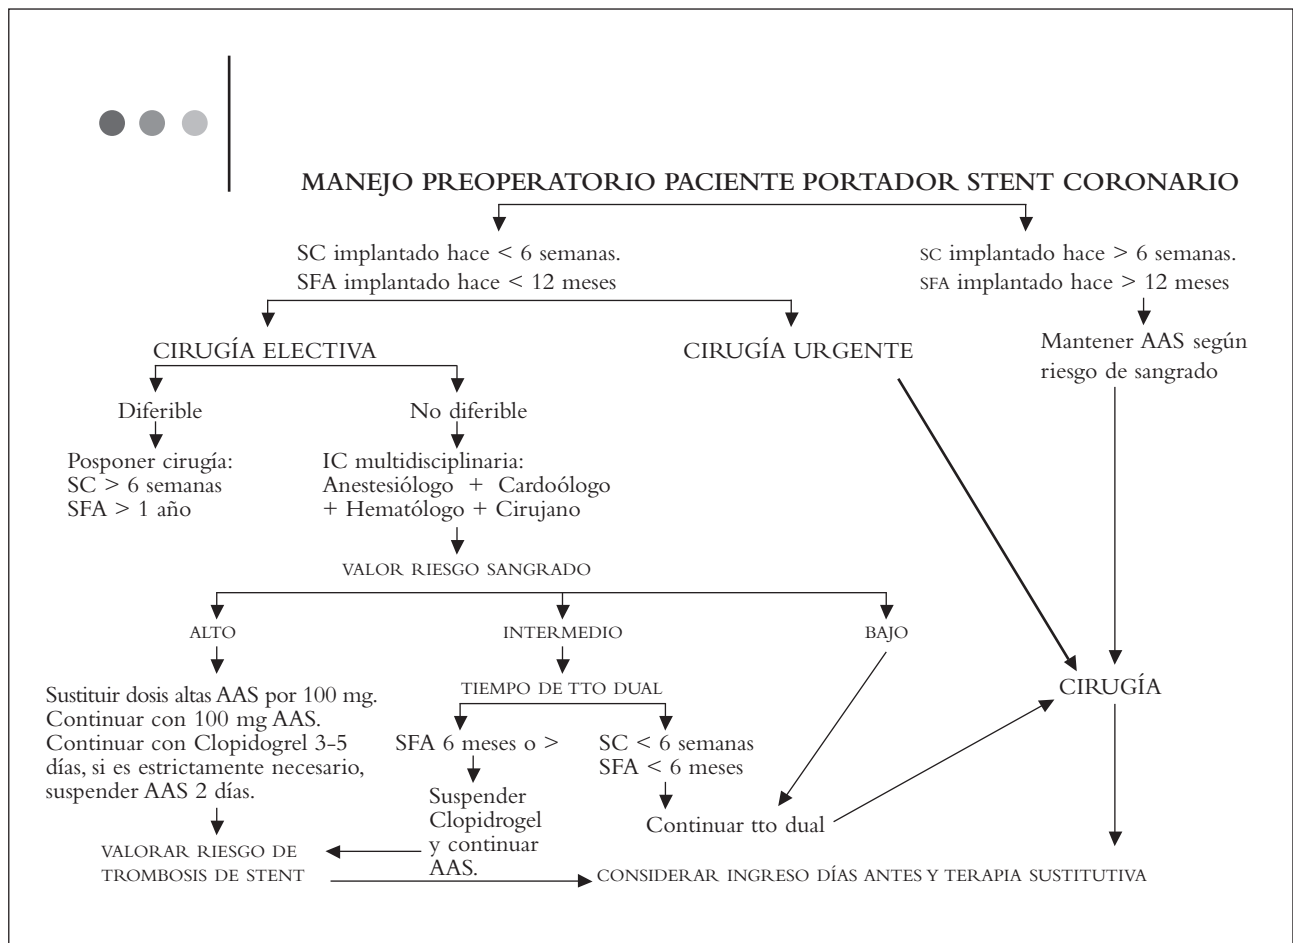 MANEJO PREOPERATORIO PACIENTE PORTADOR STENT CORONARIO
SC implantado hace < 6 semanas.
SFA implantado hace < 12 meses
SC implantado hace > 6 semanas.
SFA implantado hace > 12 meses
CIRUGÍA ELECTIVA
CIRUGÍA URGENTE
Mantener AAS según
riesgo de sangrado
Diferible
No diferible
Posponer cirugía:
SC > 6 semanas
SFA > 1 año
IC multidisciplinaria:
Anestesiólogo + Cardoólogo
+ Hematólogo + Cirujano
VALOR RIESGO SANGRADO
ALTO
INTERMEDIO
BAJO
Sustituir dosis altas AAS por 100 mg.
Continuar con 100 mg AAS.
Continuar con Clopidogrel 3-5
días, si es estrictamente necesario,
suspender AAS 2 días.
TIEMPO DE TTO DUAL
SFA 6 meses o >
SC < 6 semanas
SFA < 6 meses
Suspender
Clopidrogel
y continuar
AAS.
Continuar tto dual
CIRUGÍA
VALORAR RIESGO DE
TROMBOSIS DE STENT
CONSIDERAR INGRESO DÍAS ANTES Y TERAPIA SUSTITUTIVA